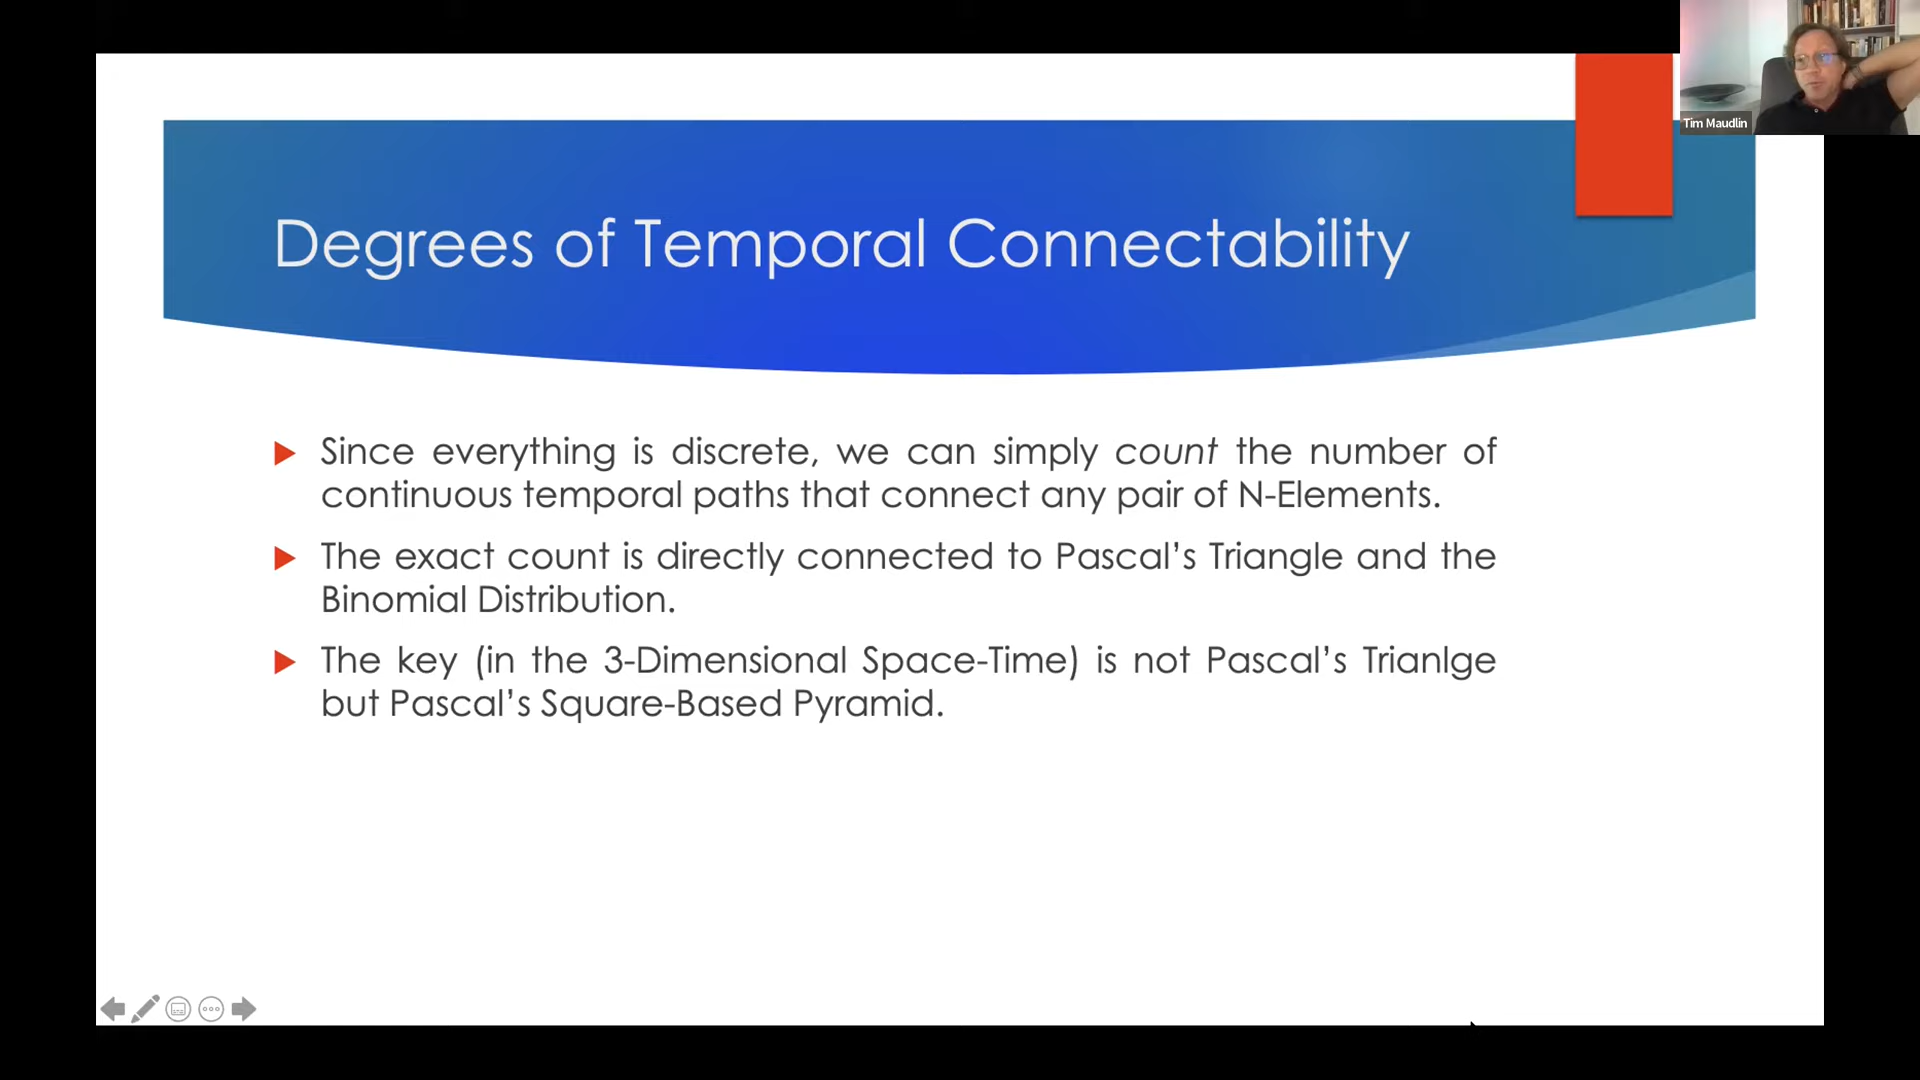 Tim Maudlin
Degrees of Temporal Connectability
Since everything is discrete, we can simply count the number of
continuous temporal paths that connect any pair of N-Elements.
The exact count is directly connected to Pascal’s Triangle and the
Binomial Distribution.
The key (in the 3-Dimensional Space-Time) is not Pascal’s Trianlge
but Pascal’s Square-Based Pyramid.